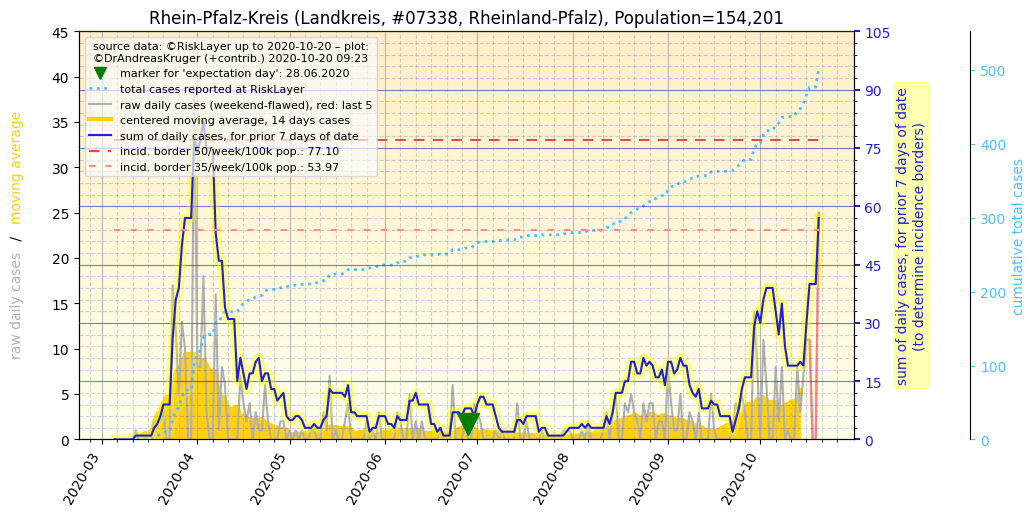 Rhein-Pfalz-Kreis (Landkreis, #07338, Rheinland-Pfalz), Population=154,201
source data: ©RiskLayer up to 2020-10-20 – plot:
©DrAndreasKruger (+contrib.) 2020-10-20 09:23
marker for 'expectation day': 28.06.2020
total cases reported at RiskLayer
raw daily cases (weekend-flawed), red: last 5
centered moving average, 14 days cases
sum of daily cases, for prior 7 days of date
incid. border 50/week/100k pop.: 77.10
incid. border 35/week/100k pop.: 53.97
raw daily cases / moving average
45
40
35
30
25
20
15
10
5
0
2020-03
2020-04
2020-05
2020-06
2020-07
2020-08
2020-09
2020-10
105
90
75
60
45
30
15
0
sum of daily cases, for prior 7 days of date
(to determine incidence borders)
500
400
300
200
100
0
cumulative total cases